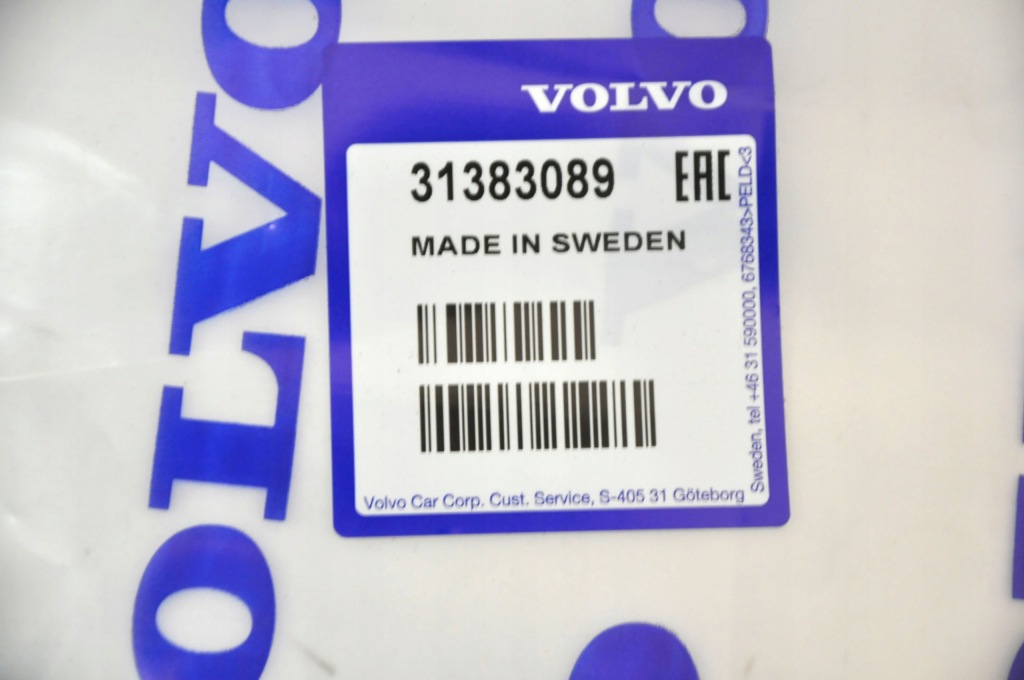 VOLVO
31383089 EAC
MADE IN SWEDEN
Volvo Car Corp. Cust. Service, S-405 31 Göteborg
Sweden, tel +46 31 590000, 6768343>PELD<3
VOLVO